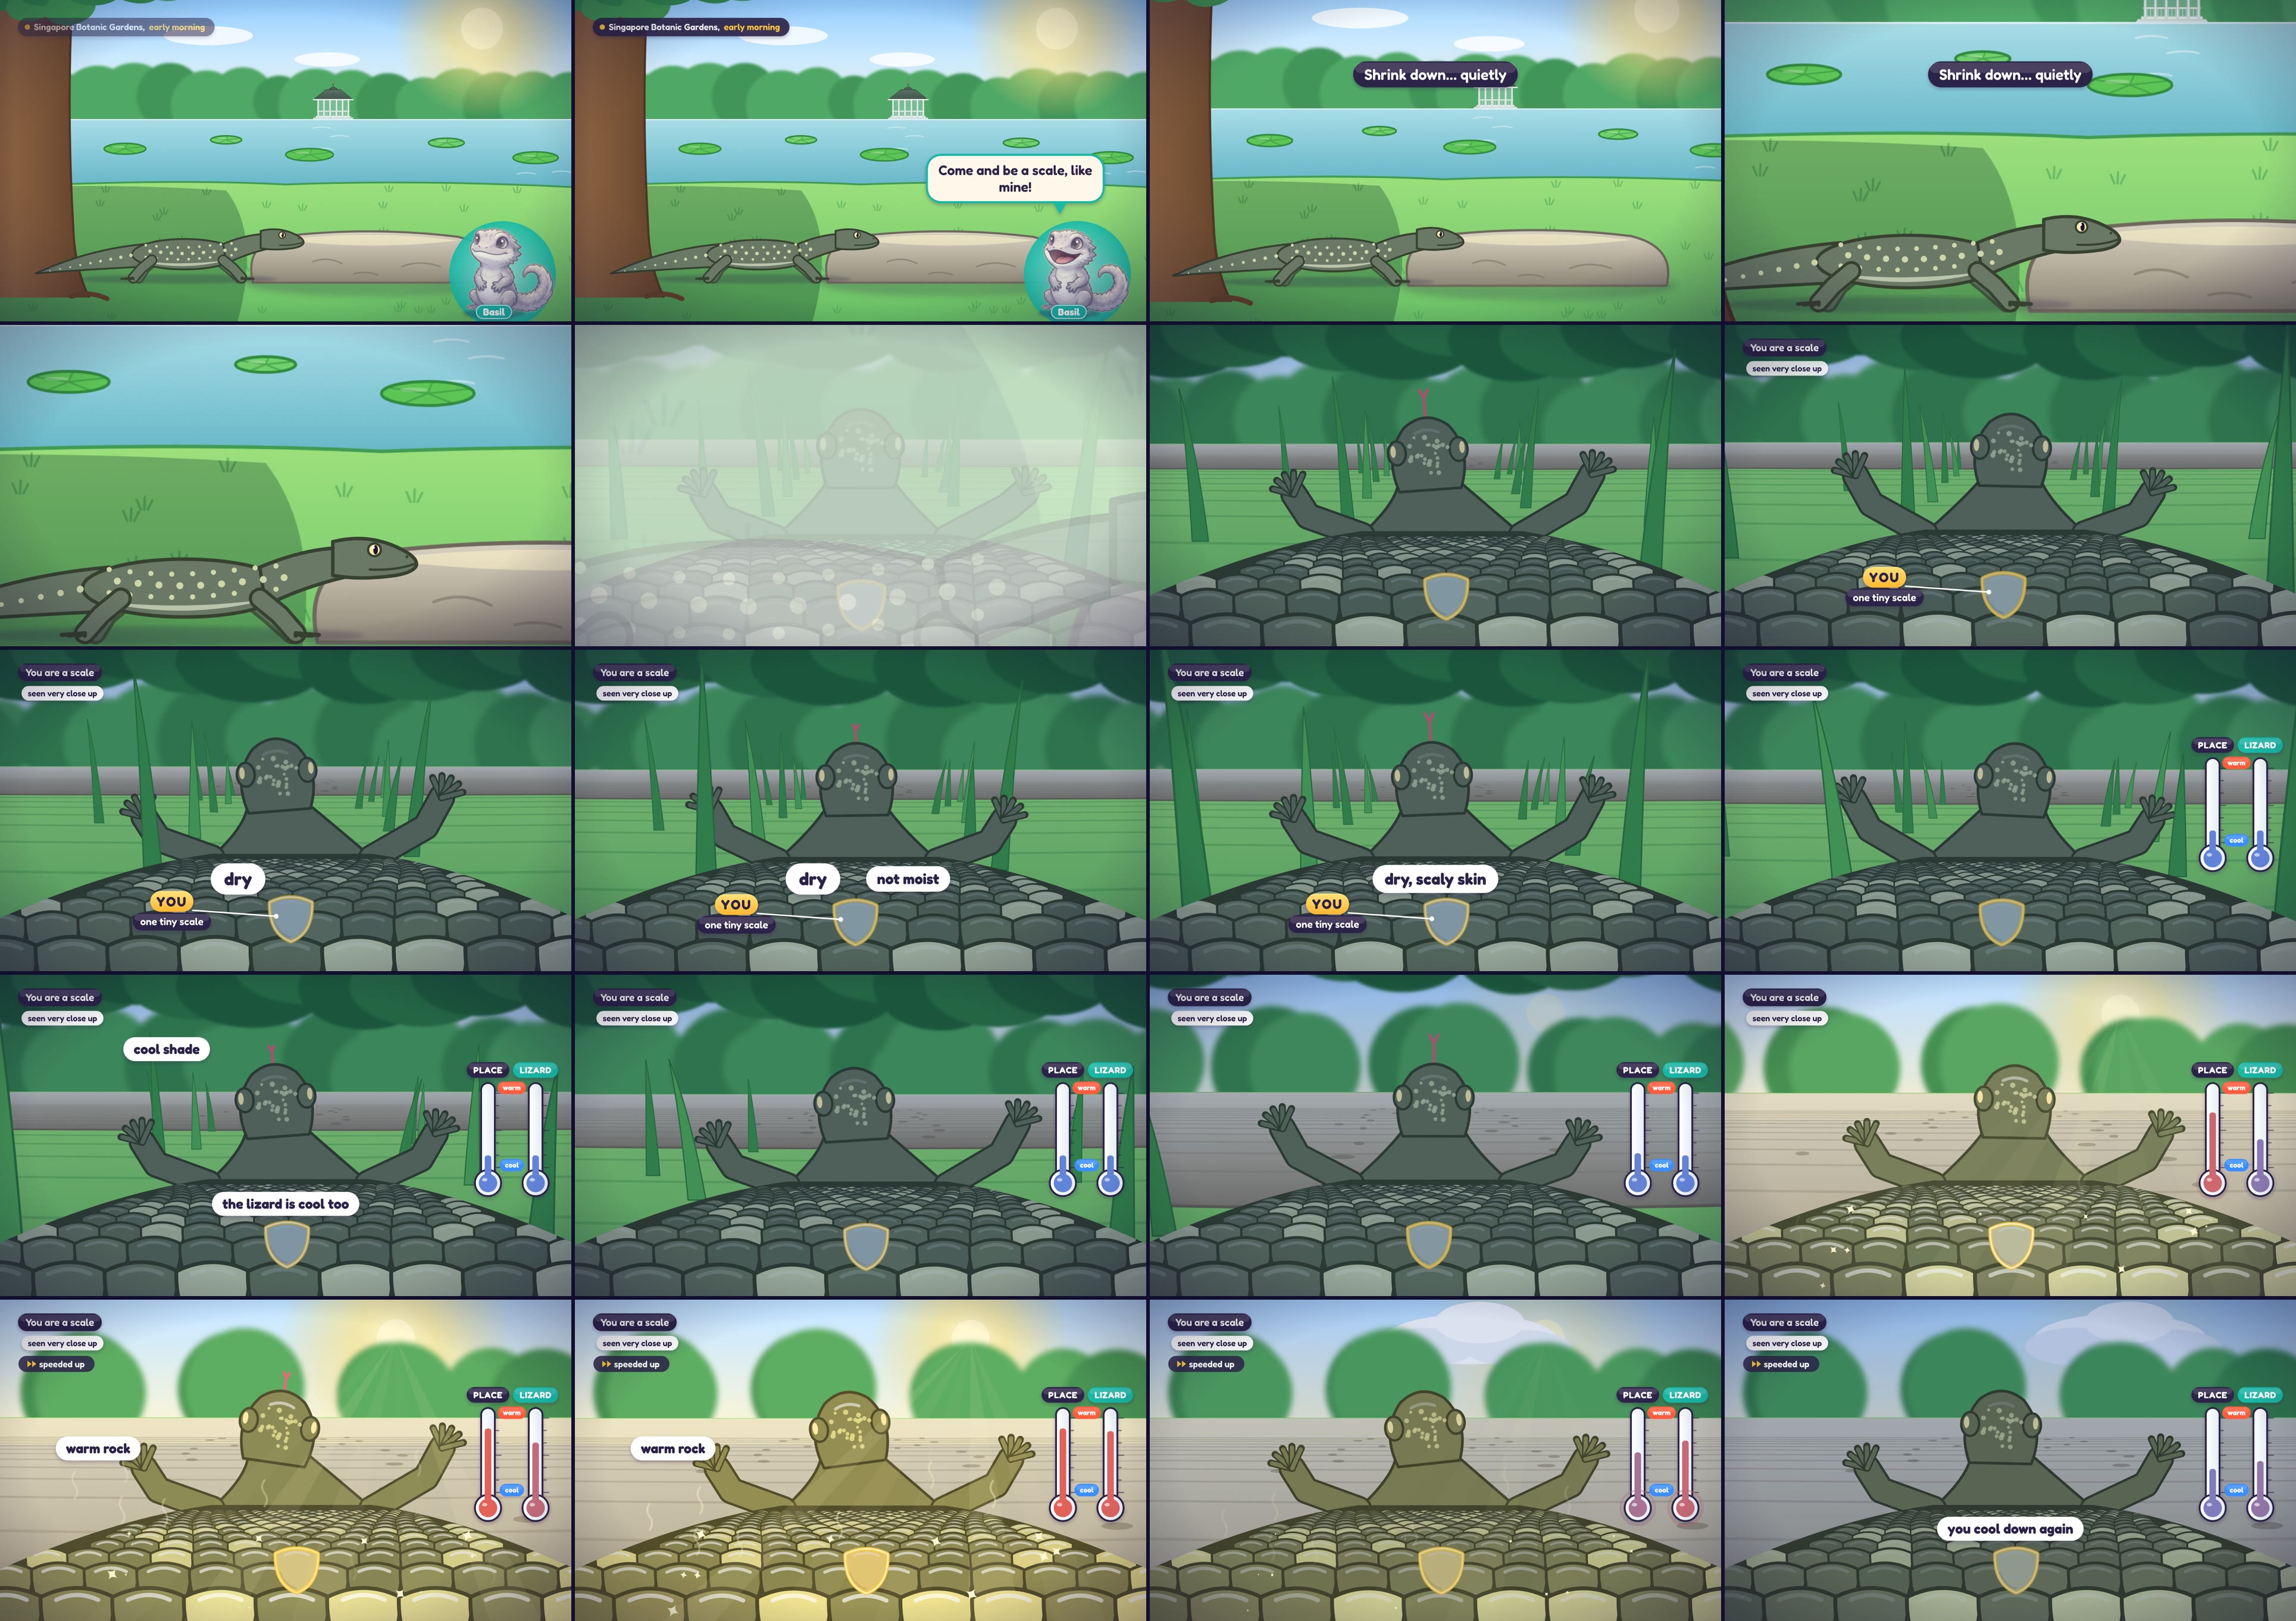 Singapore Botanic Gardens, early morning
Basil
Singapore Botanic Gardens, early morning
Come and be a scale, like
mine!
Basil
Shrink down... quietly
Shrink down... quietly
You are a scale
seen very close up
YOU
one tiny scale
You are a scale
seen very close up
dry
YOU
one tiny scale
You are a scale
seen very close up
dry
not moist
YOU
one tiny scale
You are a scale
seen very close up
dry, scaly skin
YOU
one tiny scale
You are a scale
seen very close up
PLACE LIZARD
warm
cool
You are a scale
seen very close up
cool shade
PLACE LIZARD
warm
cool
the lizard is cool too
You are a scale
seen very close up
PLACE LIZARD
warm
cool
You are a scale
seen very close up
PLACE LIZARD
warm
cool
You are a scale
seen very close up
PLACE LIZARD
warm
cool
You are a scale
seen very close up
speeded up
PLACE LIZARD
warm
warm rock
cool
You are a scale
seen very close up
speeded up
PLACE LIZARD
warm
warm rock
cool
You are a scale
seen very close up
speeded up
PLACE LIZARD
warm
cool
You are a scale
seen very close up
speeded up
PLACE LIZARD
warm
cool
you cool down again